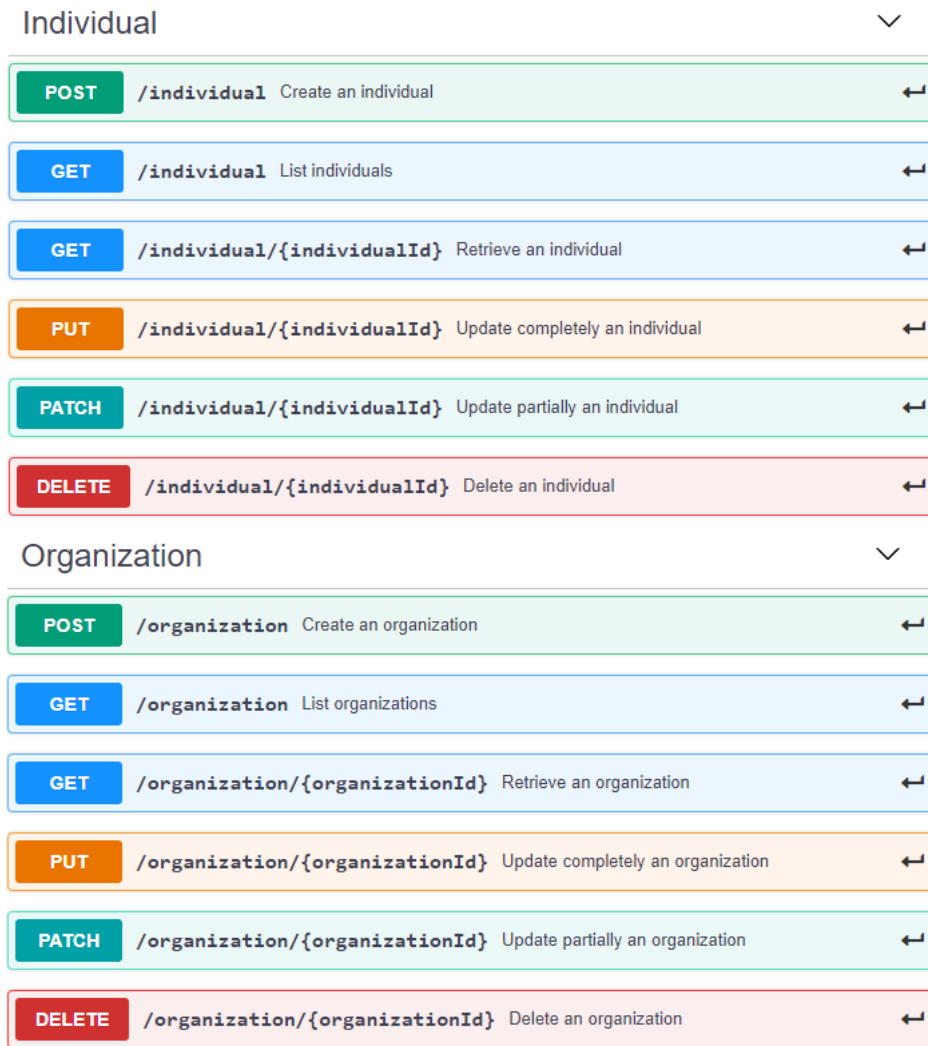 Individual
POST /individual Create an individual
GET /individual List individuals
GET /individual/{individualId} Retrieve an individual
PUT /individual/{individualId} Update completely an individual
PATCH /individual/{individualId} Update partially an individual
DELETE /individual/{individualId} Delete an individual
Organization
POST /organization Create an organization
GET /organization List organizations
GET /organization/{organizationId} Retrieve an organization
PUT /organization/{organizationId} Update completely an organization
PATCH /organization/{organizationId} Update partially an organization
DELETE /organization/{organizationId} Delete an organization